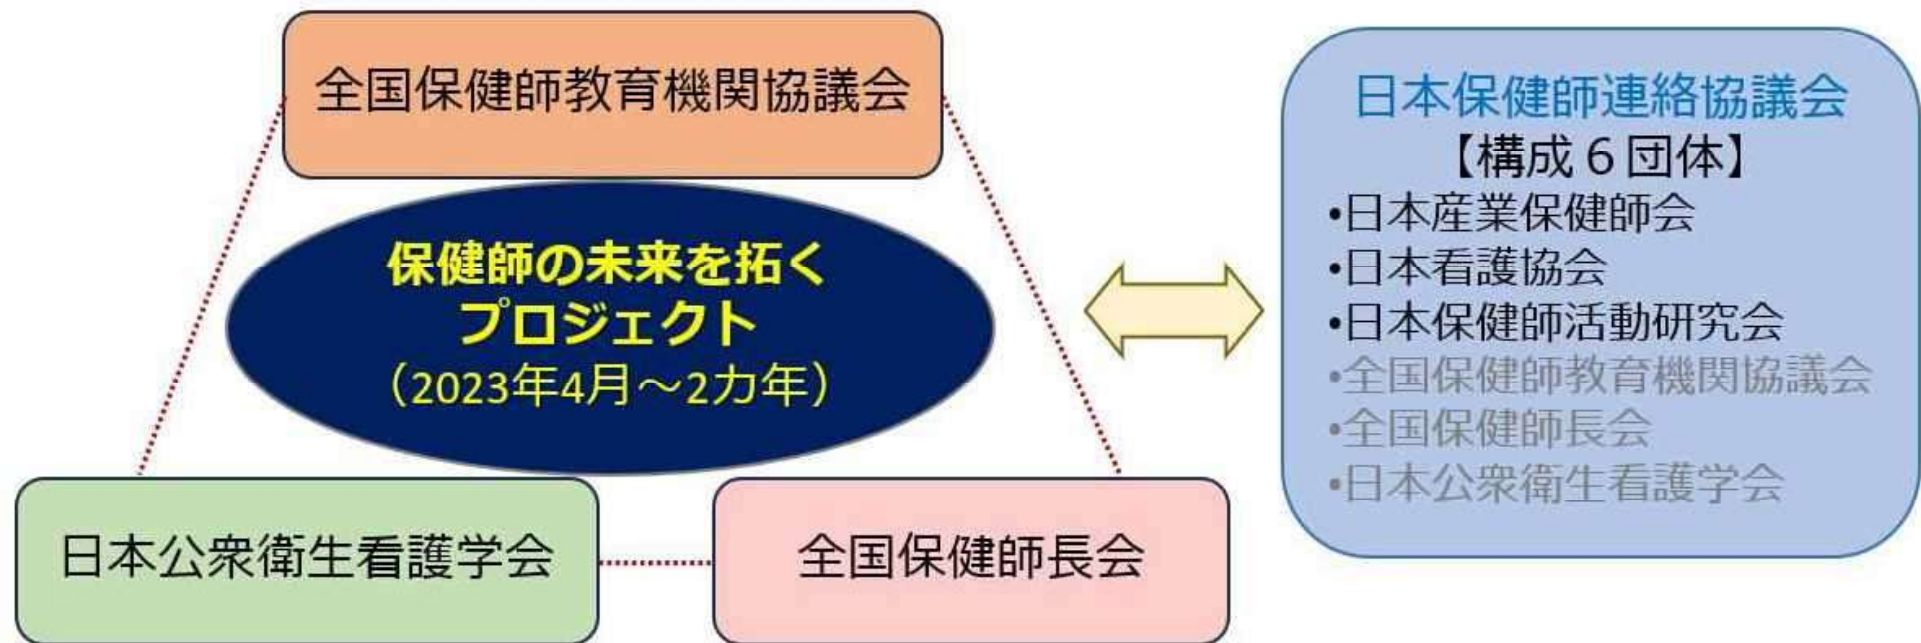 全国保健師教育機関協議会
保健師の未来を拓く
プロジェクト
（2023年4月～2カ年）
日本公衆衛生看護学会
全国保健師長会
日本保健師連絡協議会
【構成６団体】
•日本産業保健師会
•日本看護協会
•日本保健師活動研究会
•全国保健師教育機関協議会
•全国保健師長会
•日本公衆衛生看護学会